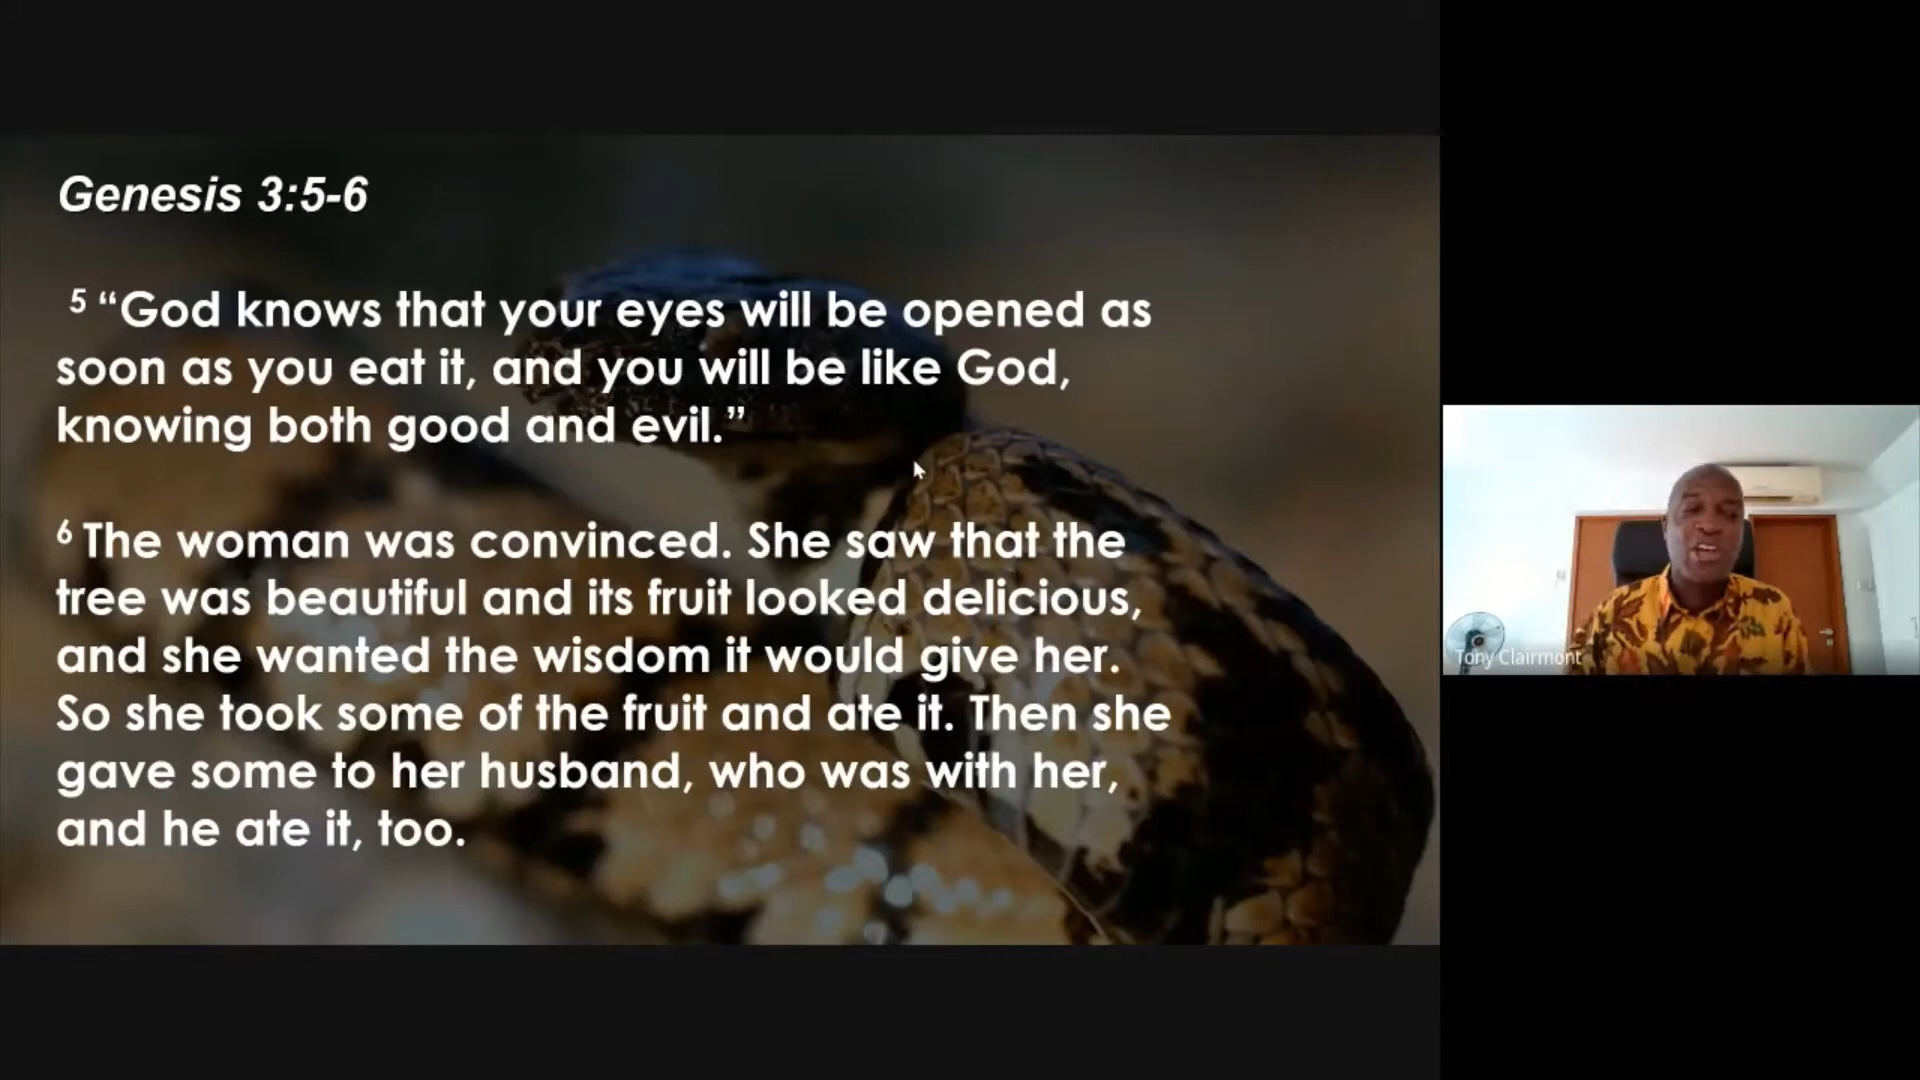 Genesis 3:5-6
5 “God knows that your eyes will be opened as
soon as you eat it, and you will be like God,
knowing both good and evil.”
6 The woman was convinced. She saw that the
tree was beautiful and its fruit looked delicious,
and she wanted the wisdom it would give her.
So she took some of the fruit and ate it. Then she
gave some to her husband, who was with her,
and he ate it, too.
Tony Clairmont